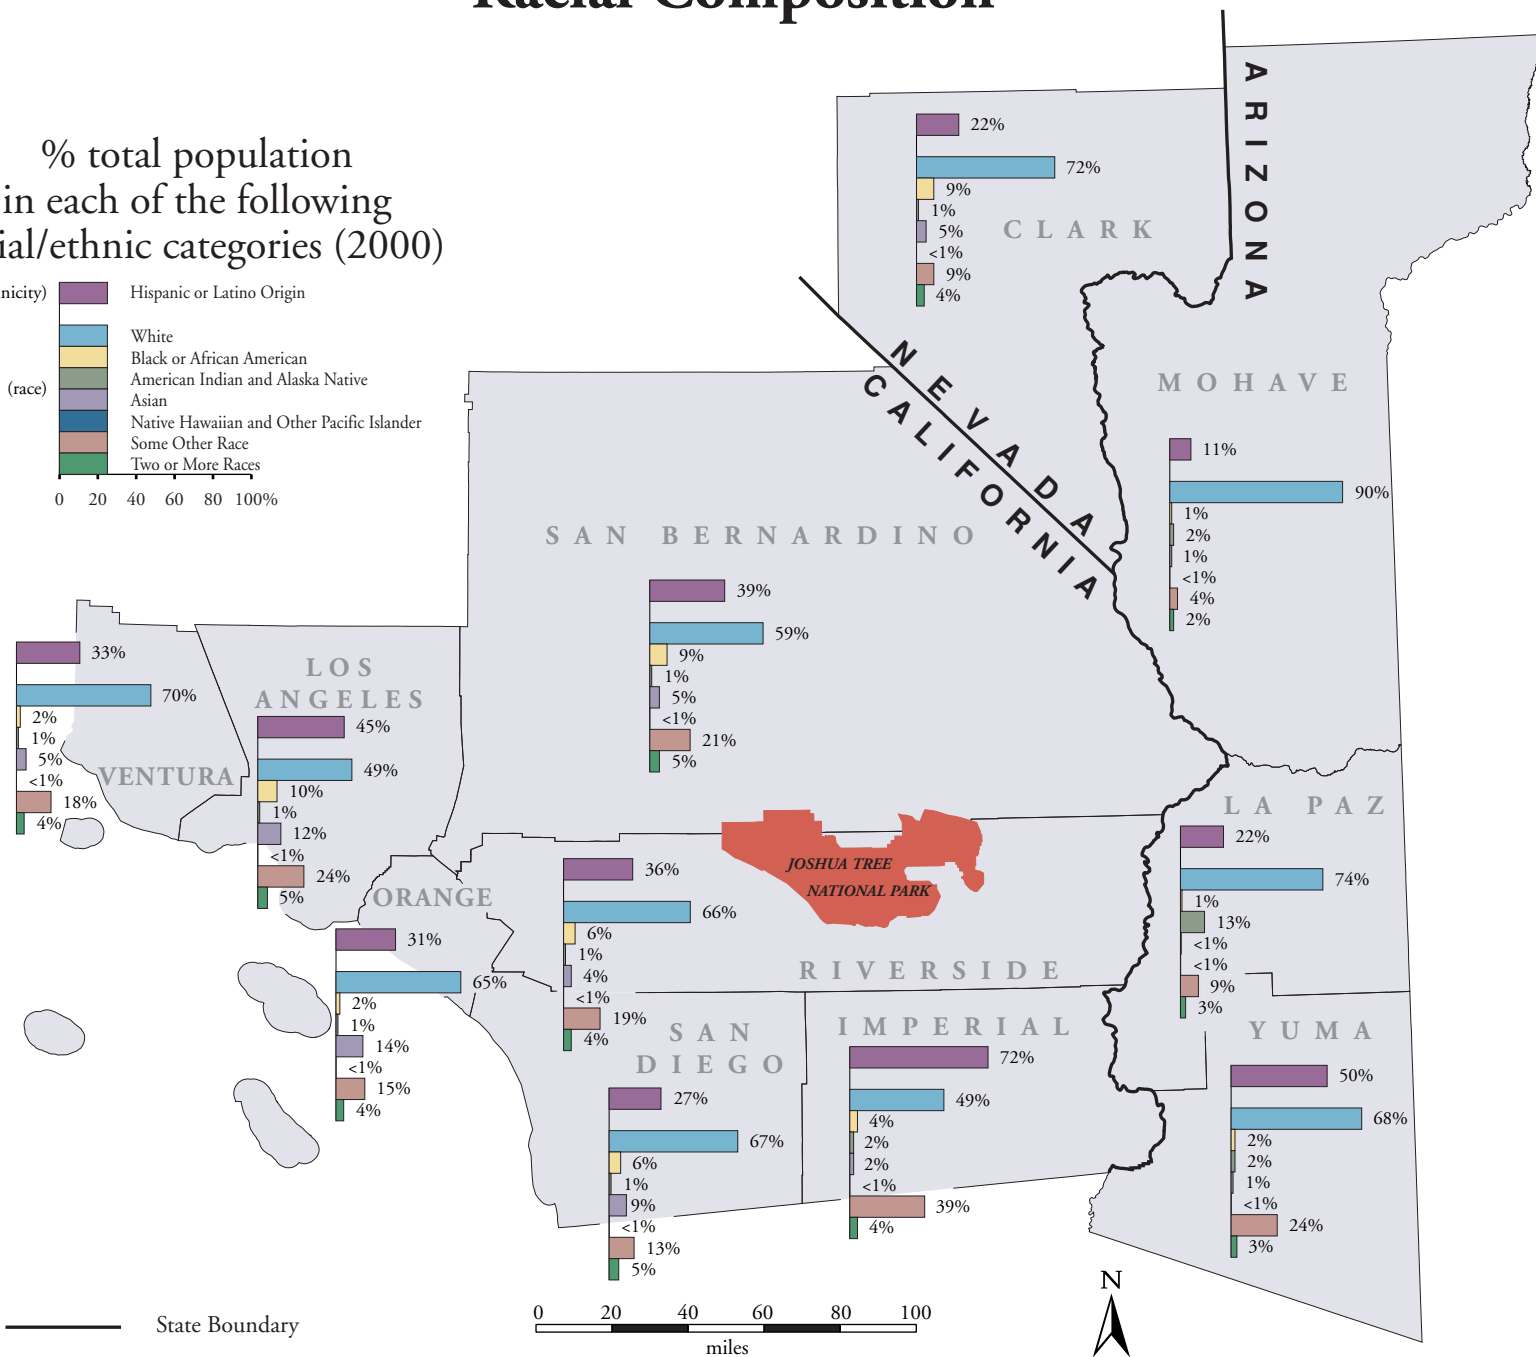 Racial Composition
% total population
in each of the following
ial/ethnic categories (2000)
nicity)
Hispanic or Latino Origin
White
Black or African American
American Indian and Alaska Native
(race)
Asian
Native Hawaiian and Other Pacific Islander
Some Other Race
Two or More Races
0 20 40 60 80 100%
ARIZONA
NEVADA
CALIFORNIA
CLARK
22%
72%
9%
1%
5%
<1%
9%
4%
MOHAVE
11%
90%
1%
2%
1%
<1%
4%
2%
SAN BERNARDINO
39%
59%
9%
1%
5%
<1%
21%
5%
VENTURA
33%
70%
2%
1%
5%
<1%
18%
4%
LOS
ANGELES
45%
49%
10%
1%
12%
<1%
24%
5%
ORANGE
31%
65%
2%
1%
14%
<1%
15%
4%
JOSHUA TREE
NATIONAL PARK
RIVERSIDE
36%
66%
6%
1%
4%
<1%
19%
4%
SAN
DIEGO
27%
67%
6%
1%
9%
<1%
13%
5%
IMPERIAL
72%
49%
4%
2%
2%
<1%
39%
4%
LA PAZ
22%
74%
1%
13%
<1%
<1%
9%
3%
YUMA
50%
68%
2%
2%
1%
<1%
24%
3%
State Boundary
0 20 40 60 80 100
miles
N